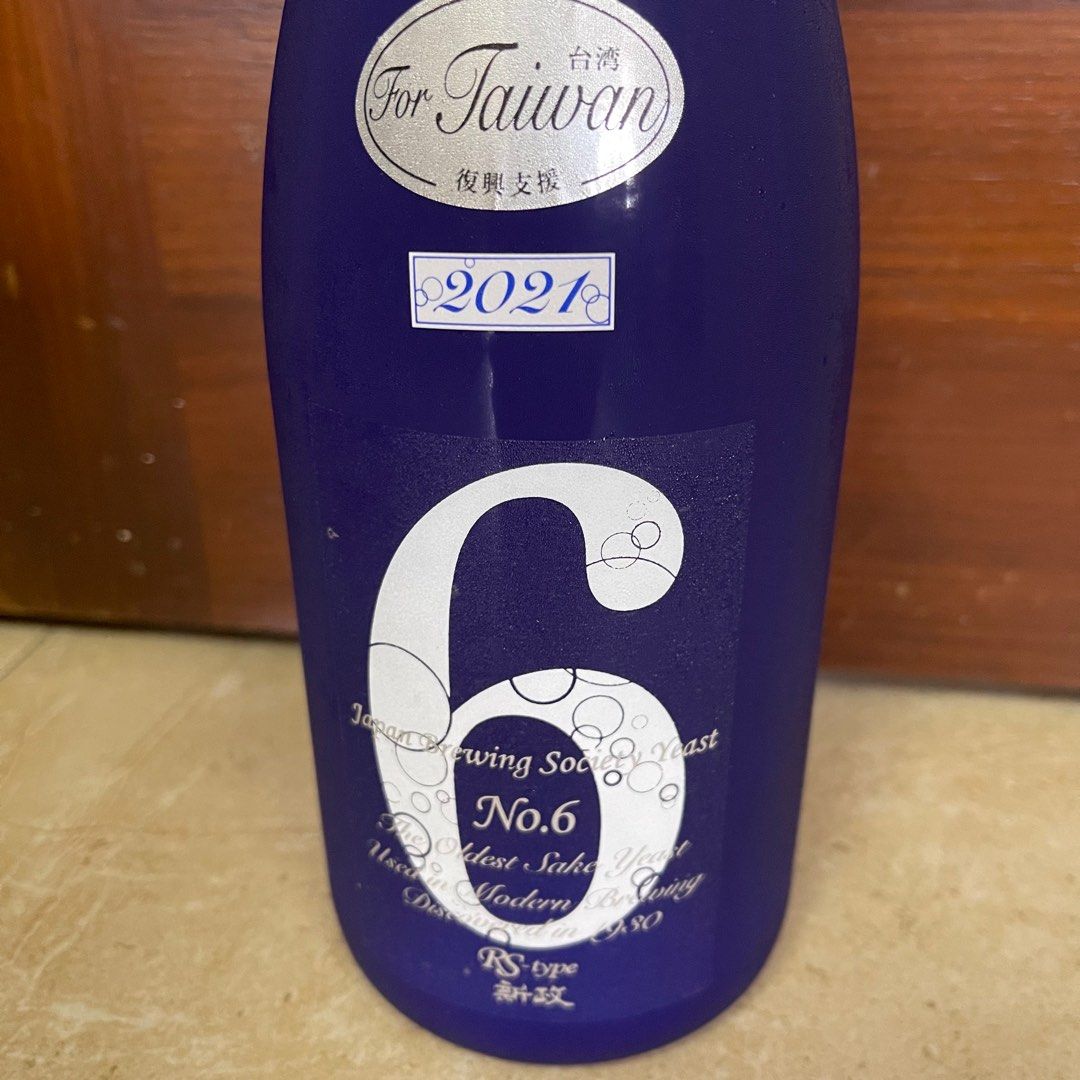 台湾
For Taiwan
復興支援
2021
6
Japan Brewing Society Yeast
No.6
The Oldest Sake Yeast
Used in Modern Brewing
Discovered in 1930
RS-type
新政